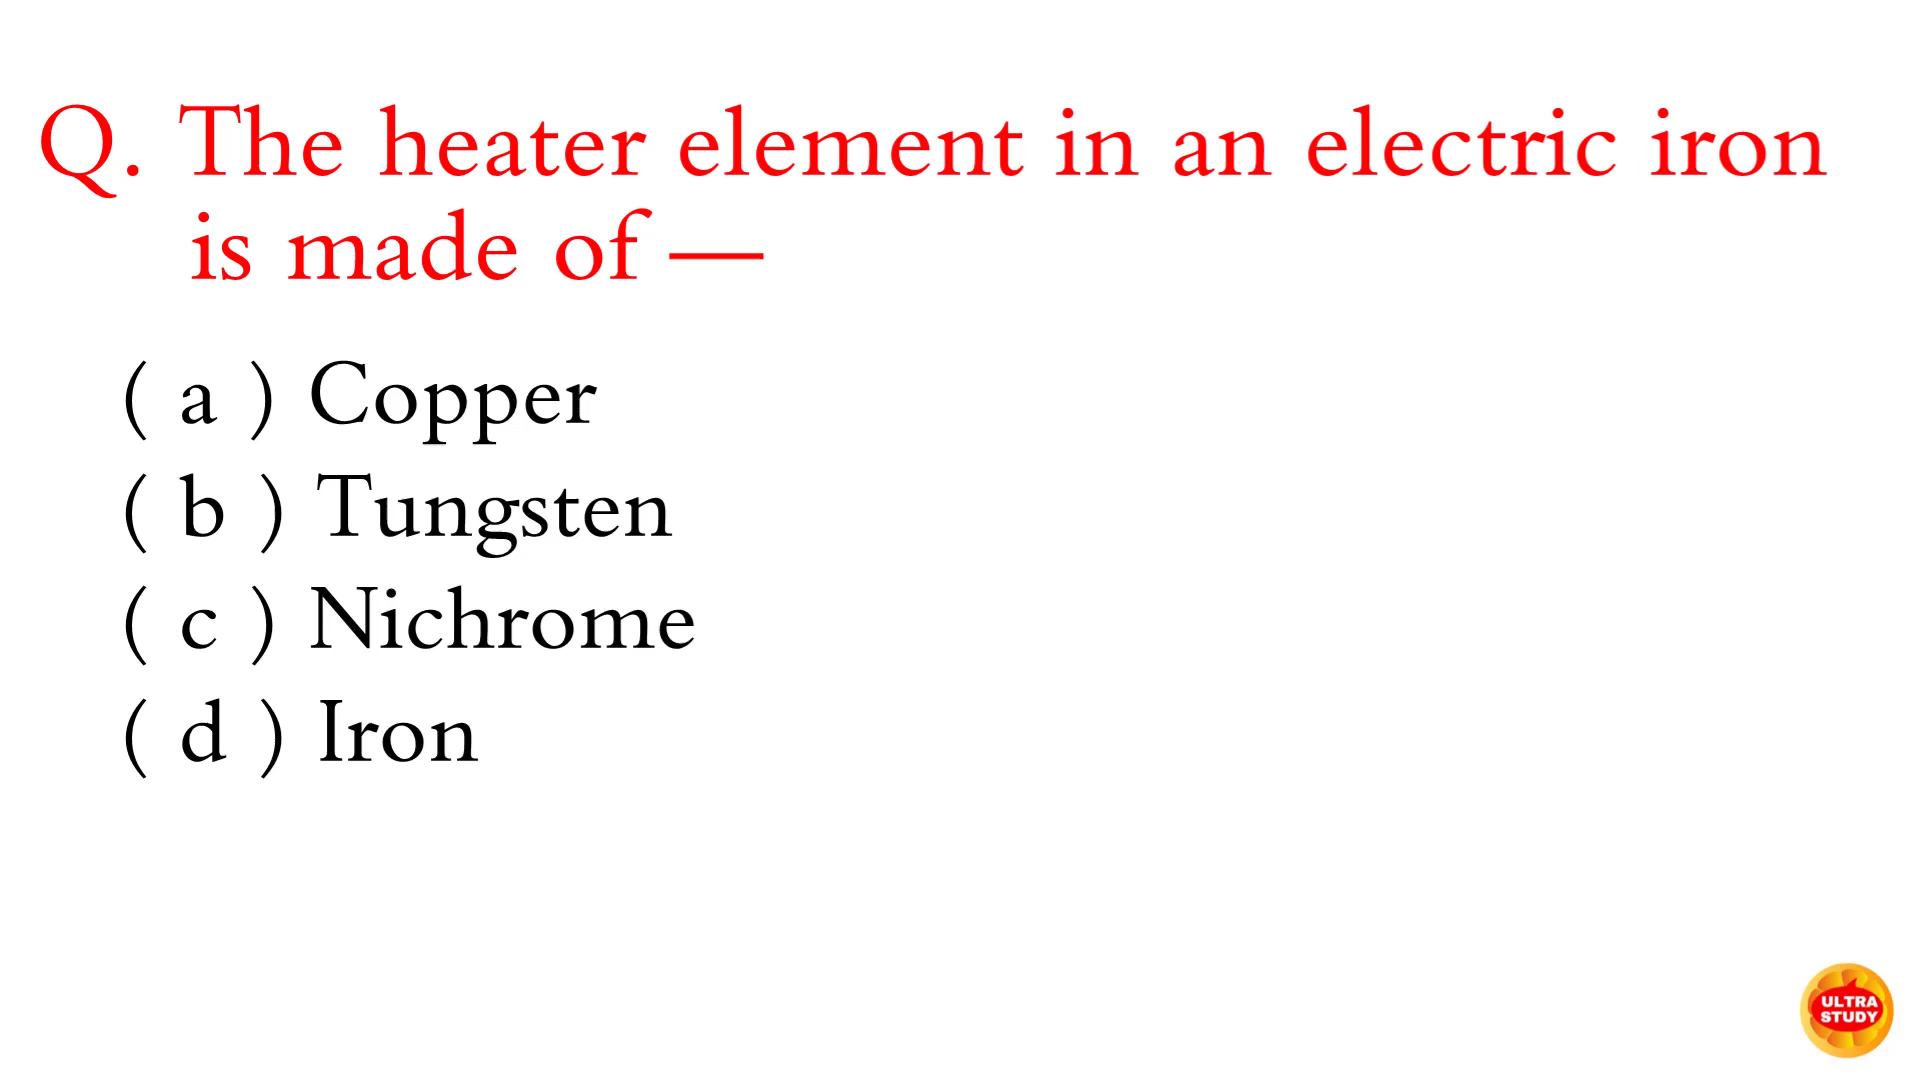 Q. The heater element in an electric iron
is made of —
( a ) Copper
( b ) Tungsten
( c ) Nichrome
( d ) Iron
ULTRA
STUDY